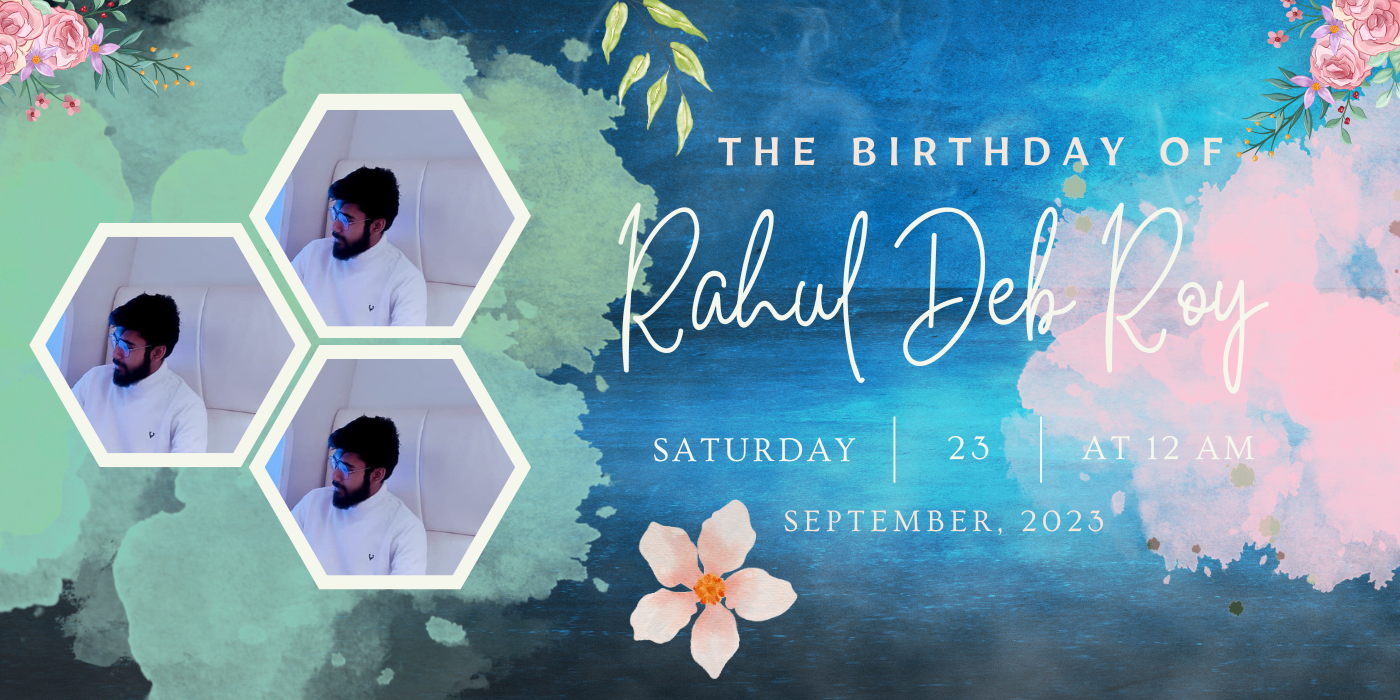 THE BIRTHDAY OF
Rahul Deb Roy
SATURDAY 23 AT 12 AM
SEPTEMBER, 2023